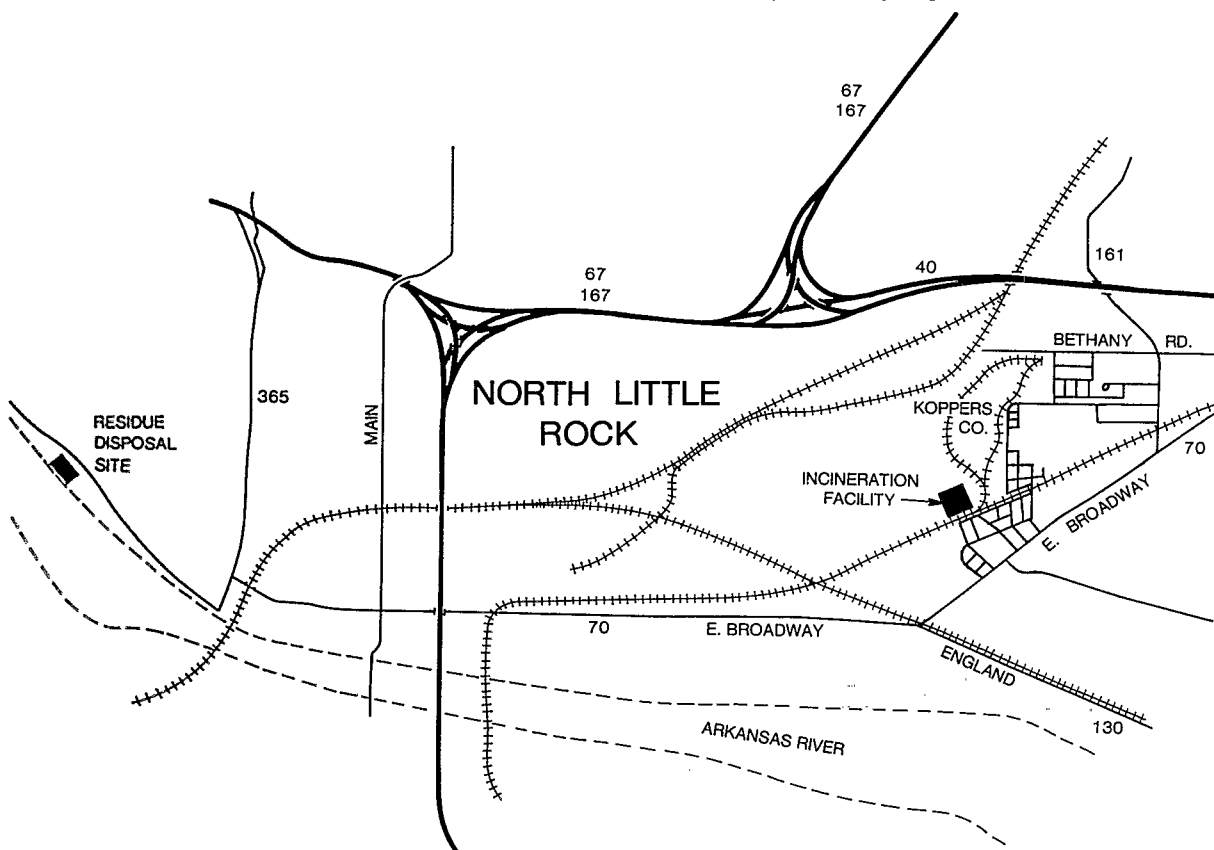 67
167
67
167
40
161
BETHANY RD.
365
MAIN
NORTH LITTLE
ROCK
KOPPERS
CO.
RESIDUE
DISPOSAL
SITE
70
INCINERATION
FACILITY
E. BROADWAY
70
E. BROADWAY
ENGLAND
130
ARKANSAS RIVER